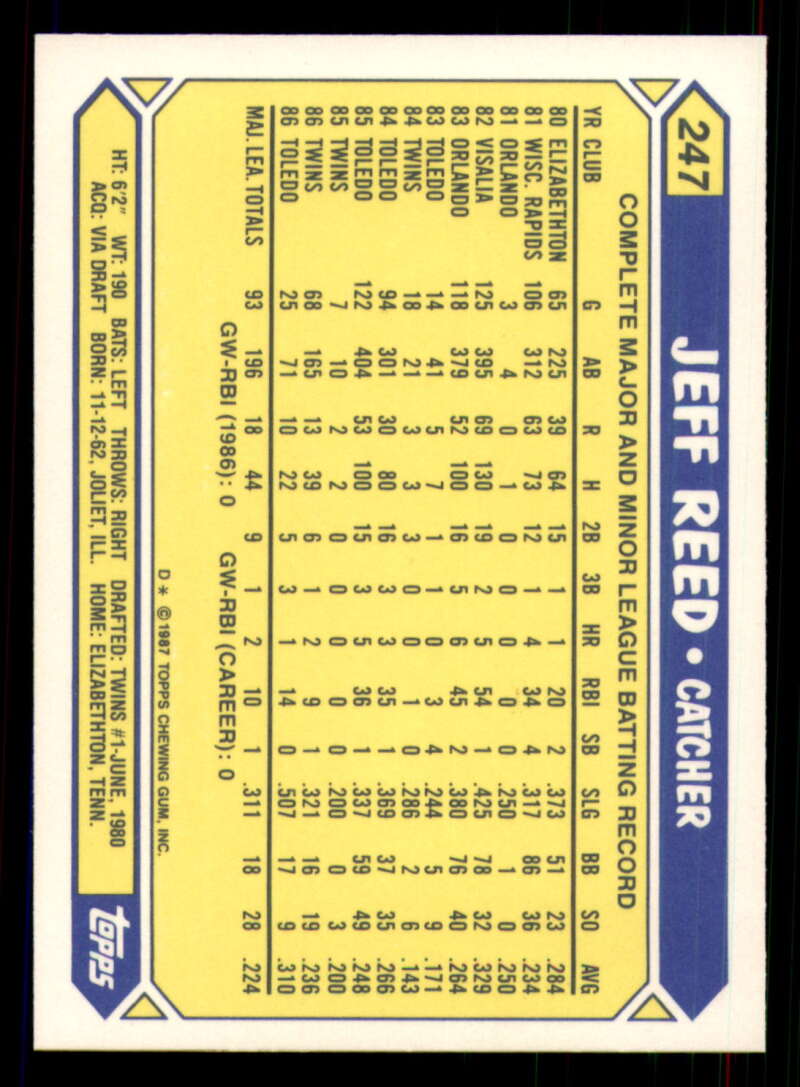 247
JEFF REED • CATCHER
COMPLETE MAJOR AND MINOR LEAGUE BATTING RECORD
YR CLUB G AB R H 2B 3B HR RBI SB SLG BB SO AVG
80 ELIZABETHTON 65 225 39 64 15 1 1 20 2 .373 51 23 .284
81 WISC. RAPIDS 106 312 63 73 12 1 4 34 4 .317 86 36 .234
81 ORLANDO 3 4 0 1 0 0 0 0 0 .250 1 0 .250
82 VISALIA 125 395 69 130 19 2 5 54 1 .425 78 32 .329
83 ORLANDO 118 379 52 100 16 5 6 45 2 .380 76 40 .264
83 TOLEDO 14 41 5 7 1 1 0 3 4 .244 5 9 .171
84 TWINS 18 21 3 3 3 0 0 1 0 .286 2 6 .143
84 TOLEDO 94 301 30 80 16 3 3 35 1 .369 37 35 .266
85 TOLEDO 122 404 53 100 15 3 5 36 1 .337 59 49 .248
85 TWINS 7 10 2 2 0 0 0 0 0 .200 0 3 .200
86 TWINS 68 165 13 39 6 1 2 9 1 .321 16 19 .236
86 TOLEDO 25 71 10 22 5 3 1 14 0 .507 17 9 .310
MAJ. LEA. TOTALS 93 196 18 44 9 1 2 10 1 .311 18 28 .224
GW-RBI (1986): 0 GW-RBI (CAREER): 0
D * © 1987 TOPPS CHEWING GUM, INC.
HT: 6'2" WT: 190 BATS: LEFT THROWS: RIGHT DRAFTED: TWINS #1-JUNE, 1980
ACQ: VIA DRAFT BORN: 11-12-62, JOLIET, ILL. HOME: ELIZABETHTON, TENN.
topps